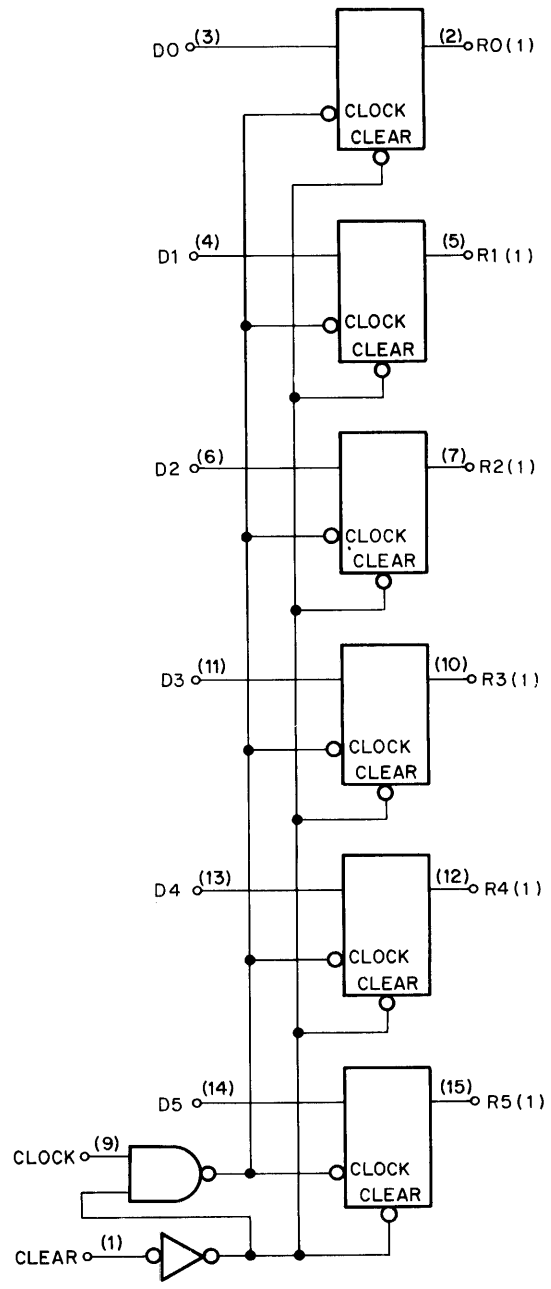 D0 (3) (2) R0(1)
CLOCK
CLEAR
D1 (4) (5) R1(1)
CLOCK
CLEAR
D2 (6) (7) R2(1)
CLOCK
CLEAR
D3 (11) (10) R3(1)
CLOCK
CLEAR
D4 (13) (12) R4(1)
CLOCK
CLEAR
D5 (14) (15) R5(1)
CLOCK (9)
CLOCK
CLEAR
CLEAR (1)